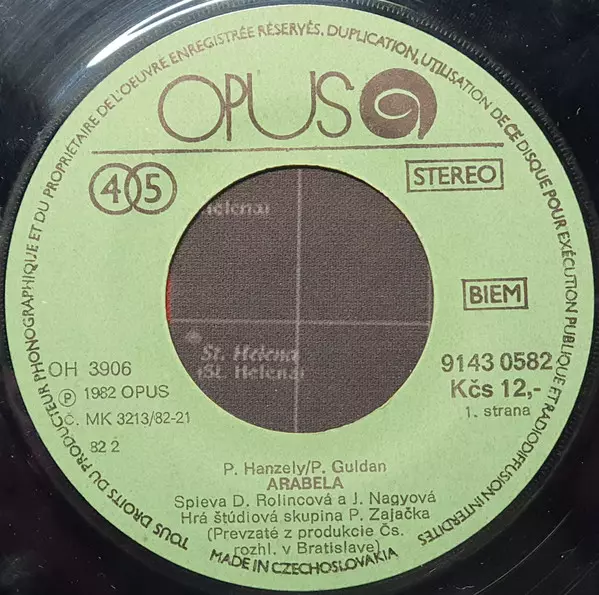 TOUS DROITS DU PRODUCTEUR PHONOGRAPHIQUE ET DU PROPRIÉTAIRE DE L'OEUVRE ENREGISTRÉE RÉSERVÉS. DUPLICATION, UTILISATION DE CE DISQUE POUR EXÉCUTION PUBLIQUE ET RADIODIFFUSION INTERDITES
OPUS
45
STEREO
BIEM
Helena)
St. Helena
(St. Helena)
OH 3906
℗ 1982 OPUS
Č. MK 3213/82-21
82 2
9143 0582
Kčs 12,-
1. strana
P. Hanzely/P. Guldan
ARABELA
Spieva D. Rolincová a J. Nagyová
Hrá štúdiová skupina P. Zajačka
(Prevzaté z produkcie Čs.
rozhl. v Bratislave)
MADE IN CZECHOSLOVAKIA